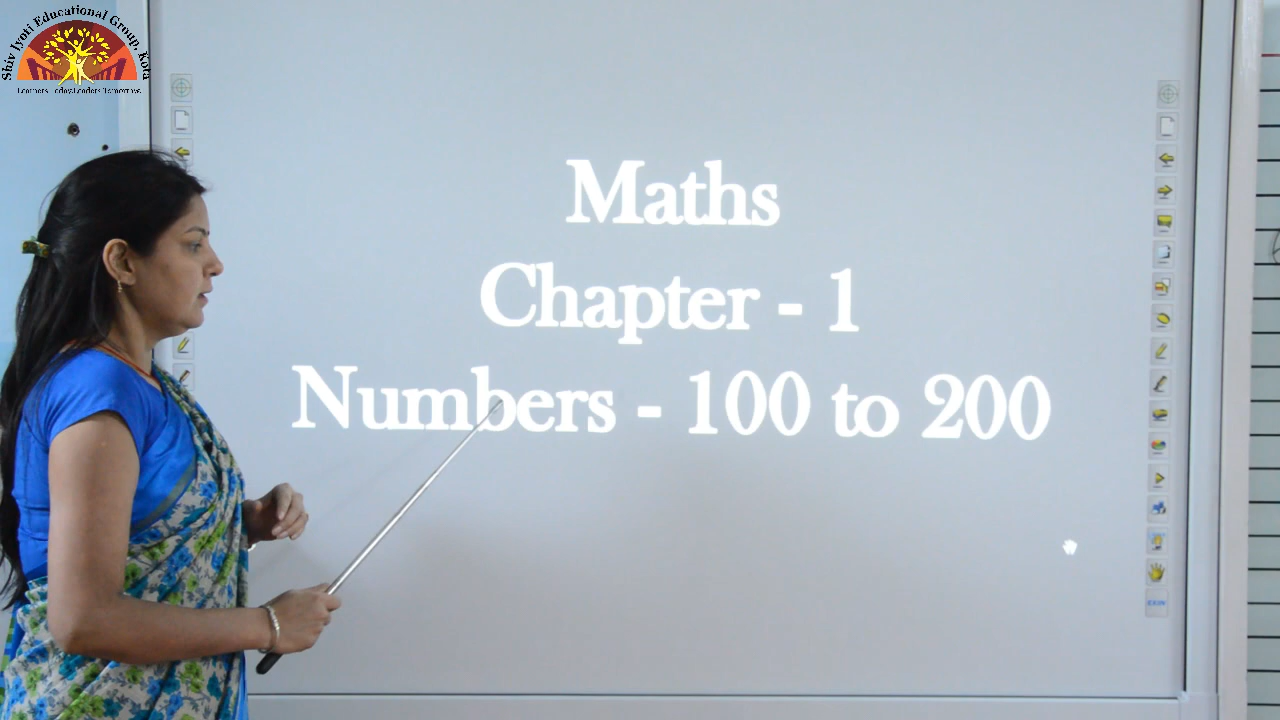 Shiv Jyoti Educational Group, Kota
Maths
Chapter - 1
Numbers - 100 to 200